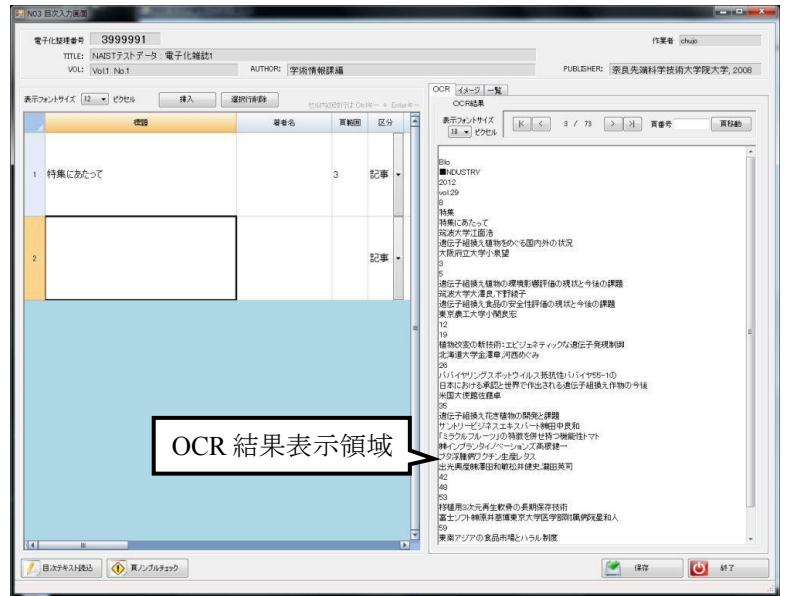 N03 目次入力画面
電子化整理番号 3999991 作業者 chujo
TITLE: NAISTテストデータ:電子化雑誌1
VOL: Vol.1 No.1 AUTHOR: 学術情報課編 PUBLISHER: 奈良先端科学技術大学院大学, 2008
表示フォントサイズ 12 ピクセル 挿入 選択行削除
標題 著者名 頁範囲 区分
1 特集にあたって 3 記事
2 記事
OCR イメージ 一覧
OCR結果
表示フォントサイズ
18 ピクセル |< < 3 / 73 > >| 頁番号 頁移動
Bio
■NDUSTRY
2012
vol.29
8
特集
特集にあたって
筑波大学江面浩
遺伝子組換え植物をめぐる国内外の状況
大阪府立大学小泉望
3
5
遺伝子組換え植物の環境影響評価の現状と今後の課題
筑波大学大澤良,下野綾子
遺伝子組換え食品の安全性評価の現状と今後の課題
東京農工大学小関良宏
12
19
植物改変の新技術:エピジェネティックな遺伝子発現制御
北海道大学金澤章,河西めぐみ
26
パパイヤリングスポットウイルス抵抗性パパイヤ55-1の
日本における承認と世界で作出される遺伝子組換え作物の今後
米国大使館佐藤卓
35
遺伝子組換え花き植物の開発と課題
サントリービジネスエキスパート㈱田中良和
「ミラクルフルーツ」の特徴を併せ持つ機能性トマト
㈱インプランタイノベーションズ高根健一
ブタ浮腫病ワクチン生産レタス
出光興産㈱澤田和敏松井健史,瀧田英司
42
48
53
移植用3次元再生軟骨の長期保存技術
富士ソフト㈱原井基博東京大学医学部附属病院星和人
59
東南アジアの食品市場とハラル制度
OCR 結果表示領域
目次テキスト読込 頁ノンブルチェック 保存 終了